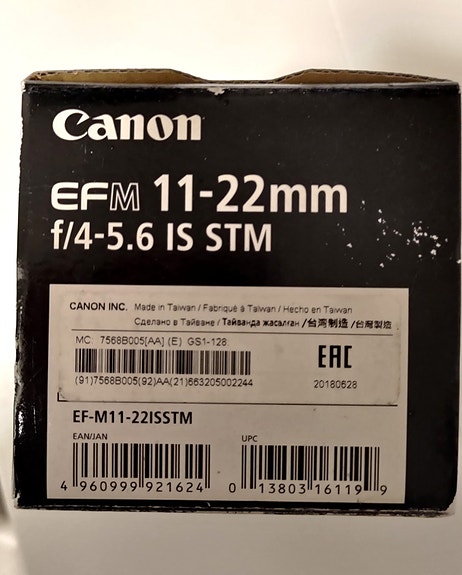 Canon
EFM 11-22mm
f/4-5.6 IS STM
CANON INC. Made in Taiwan / Fabriqué à Taiwan / Hecho en Taiwan
Сделано в Тайване / Тайванда жасалған /台湾制造 /台灣製造
MC: 7568B005[AA] (E) GS1-128:
(91)7568B005(92)AA(21)663205002244
EAC
20180628
EF-M11-22ISSTM
EAN/JAN
UPC
4 960999 921624
0 13803 16119 9